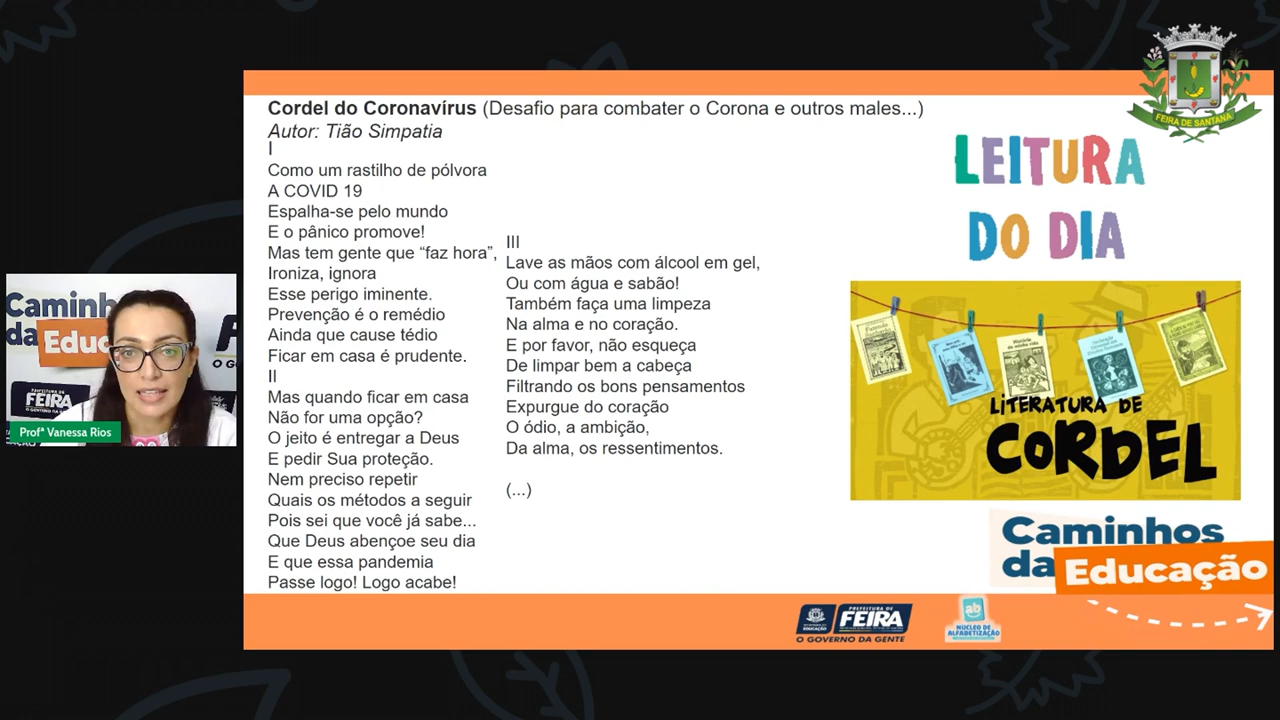 FEIRA DE SANTANA
Cordel do Coronavírus (Desafio para combater o Corona e outros males...)
Autor: Tião Simpatia
I
Como um rastilho de pólvora
A COVID 19
Espalha-se pelo mundo
E o pânico promove!
Mas tem gente que “faz hora”,
Ironiza, ignora
Esse perigo iminente.
Prevenção é o remédio
Ainda que cause tédio
Ficar em casa é prudente.
II
Mas quando ficar em casa
Não for uma opção?
O jeito é entregar a Deus
E pedir Sua proteção.
Nem preciso repetir
Quais os métodos a seguir
Pois sei que você já sabe...
Que Deus abençoe seu dia
E que essa pandemia
Passe logo! Logo acabe!
III
Lave as mãos com álcool em gel,
Ou com água e sabão!
Também faça uma limpeza
Na alma e no coração.
E por favor, não esqueça
De limpar bem a cabeça
Filtrando os bons pensamentos
Expurgue do coração
O ódio, a ambição,
Da alma, os ressentimentos.
(...)
LEITURA
DO DIA
LITERATURA DE
CORDEL
Caminhos
da Educação
Caminh
da Educ
PREFEITURA DE
FEIRA
Profª Vanessa Rios
PREFEITURA DE
FEIRA
O GOVERNO DA GENTE
ab
NÚCLEO DE
ALFABETIZAÇÃO